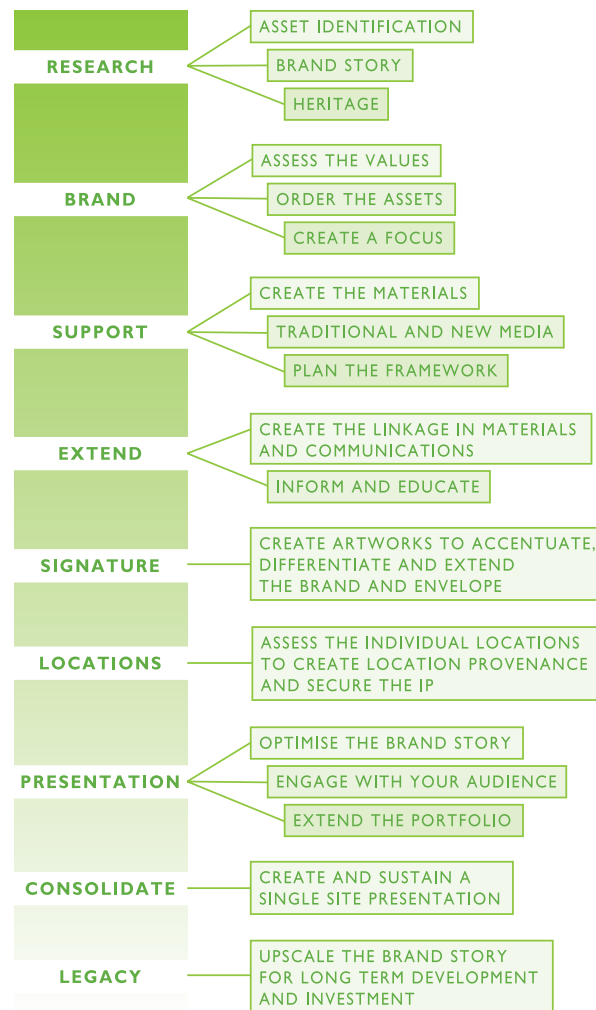 RESEARCH
ASSET IDENTIFICATION
BRAND STORY
HERITAGE
BRAND
ASSESS THE VALUES
ORDER THE ASSETS
CREATE A FOCUS
SUPPORT
CREATE THE MATERIALS
TRADITIONAL AND NEW MEDIA
PLAN THE FRAMEWORK
EXTEND
CREATE THE LINKAGE IN MATERIALS
AND COMMUNICATIONS
INFORM AND EDUCATE
SIGNATURE
CREATE ARTWORKS TO ACCENTUATE,
DIFFERENTIATE AND EXTEND
THE BRAND AND ENVELOPE
LOCATIONS
ASSESS THE INDIVIDUAL LOCATIONS
TO CREATE LOCATION PROVENANCE
AND SECURE THE IP
PRESENTATION
OPTIMISE THE BRAND STORY
ENGAGE WITH YOUR AUDIENCE
EXTEND THE PORTFOLIO
CONSOLIDATE
CREATE AND SUSTAIN A
SINGLE SITE PRESENTATION
LEGACY
UPSCALE THE BRAND STORY
FOR LONG TERM DEVELOPMENT
AND INVESTMENT